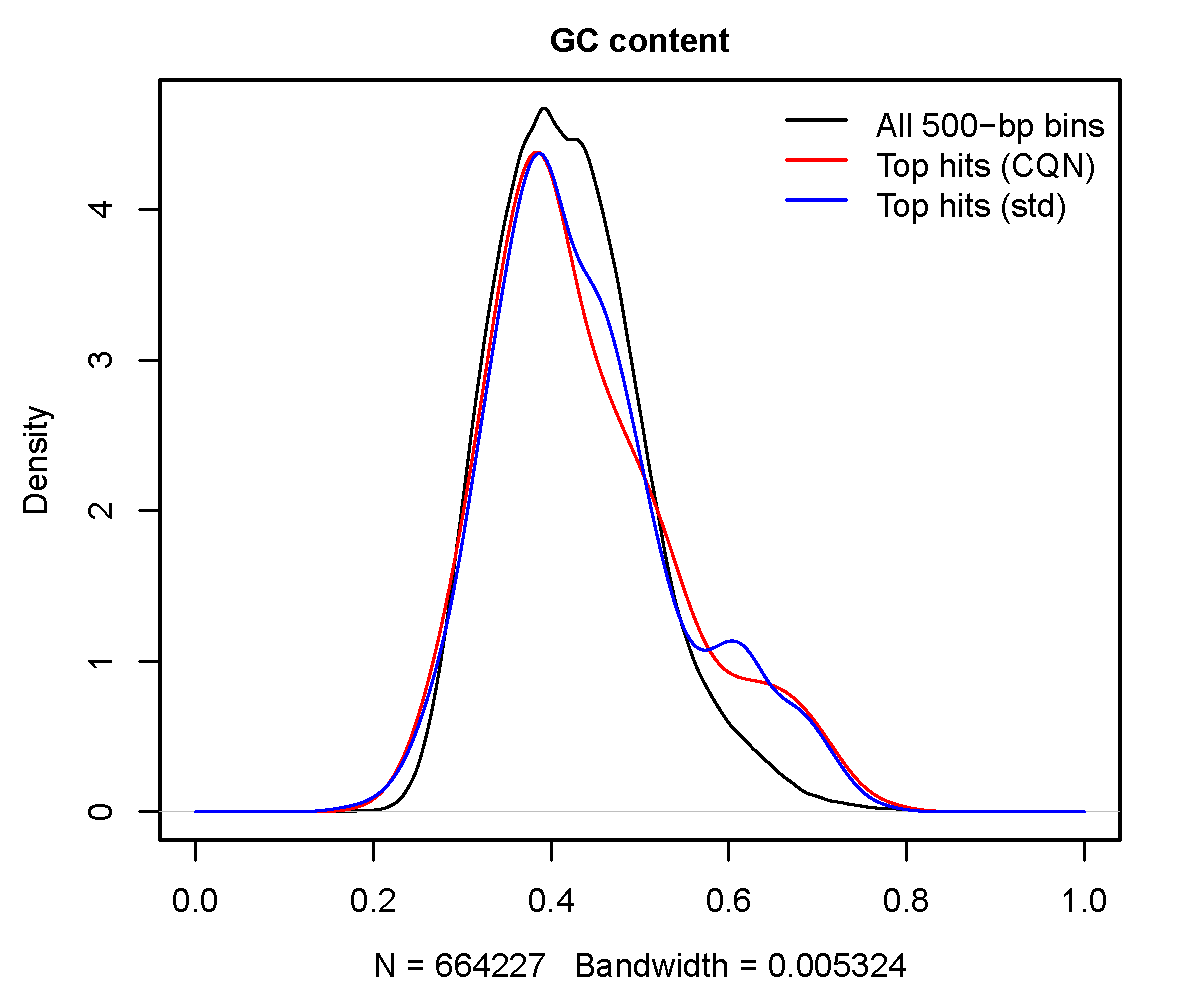 GC content
All 500−bp bins
Top hits (CQN)
Top hits (std)
Density
4
3
2
1
0
0.0 0.2 0.4 0.6 0.8 1.0
N = 664227 Bandwidth = 0.005324